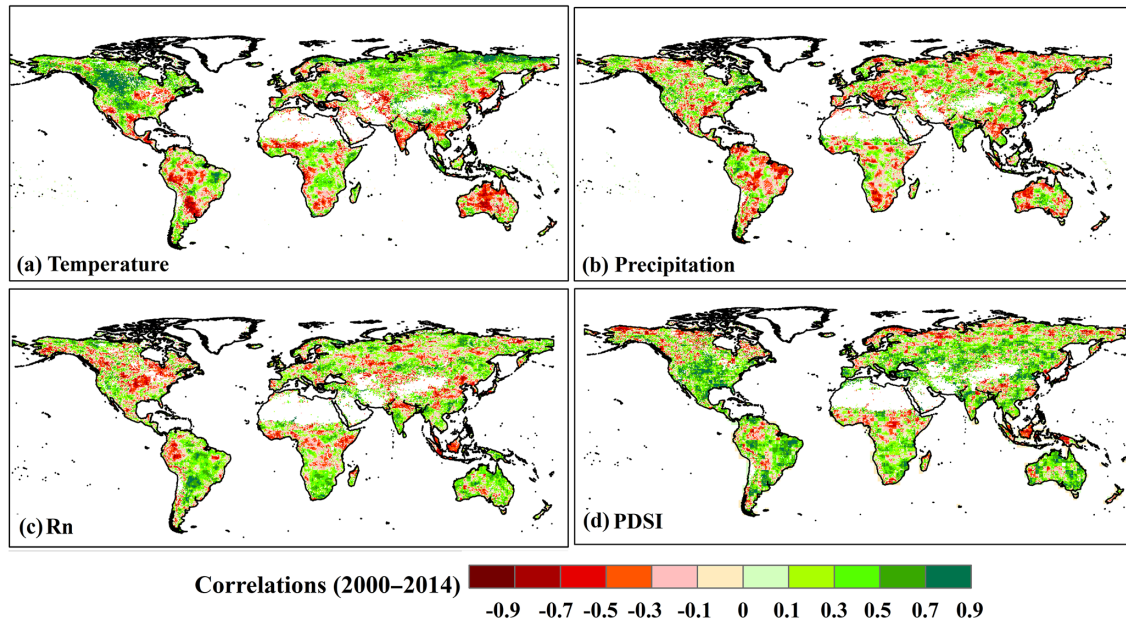 (a) Temperature
(b) Precipitation
(c) Rn
(d) PDSI
Correlations (2000–2014)
-0.9 -0.7 -0.5 -0.3 -0.1 0 0.1 0.3 0.5 0.7 0.9